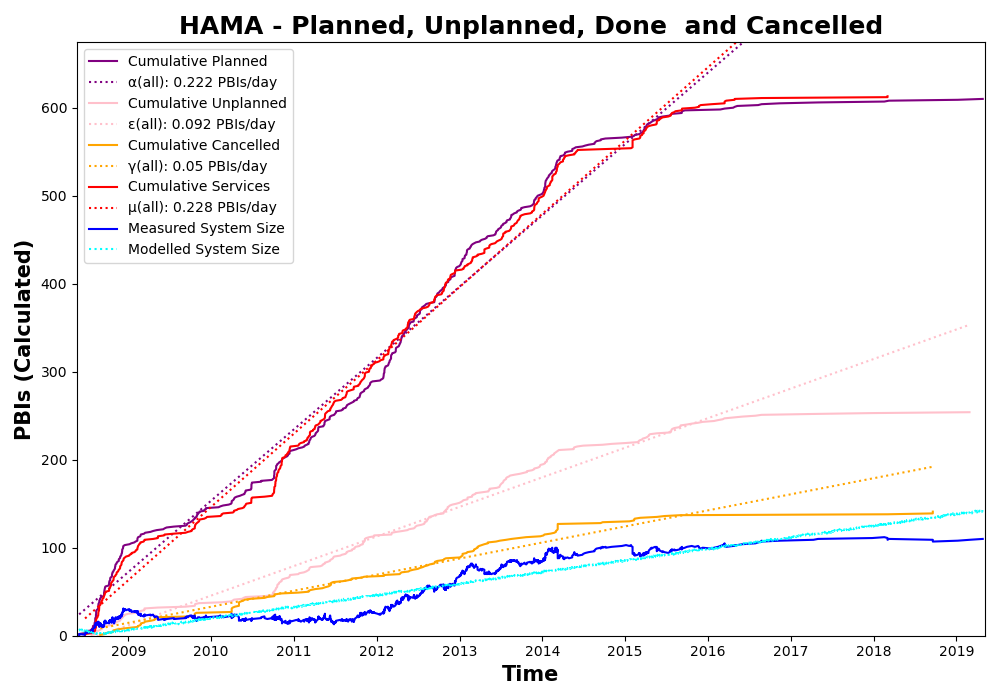 HAMA - Planned, Unplanned, Done  and Cancelled
Cumulative Planned
α(all): 0.222 PBIs/day
Cumulative Unplanned
ε(all): 0.092 PBIs/day
Cumulative Cancelled
γ(all): 0.05 PBIs/day
Cumulative Services
μ(all): 0.228 PBIs/day
Measured System Size
Modelled System Size
PBIs (Calculated)
600
500
400
300
200
100
0
2009 2010 2011 2012 2013 2014 2015 2016 2017 2018 2019
Time